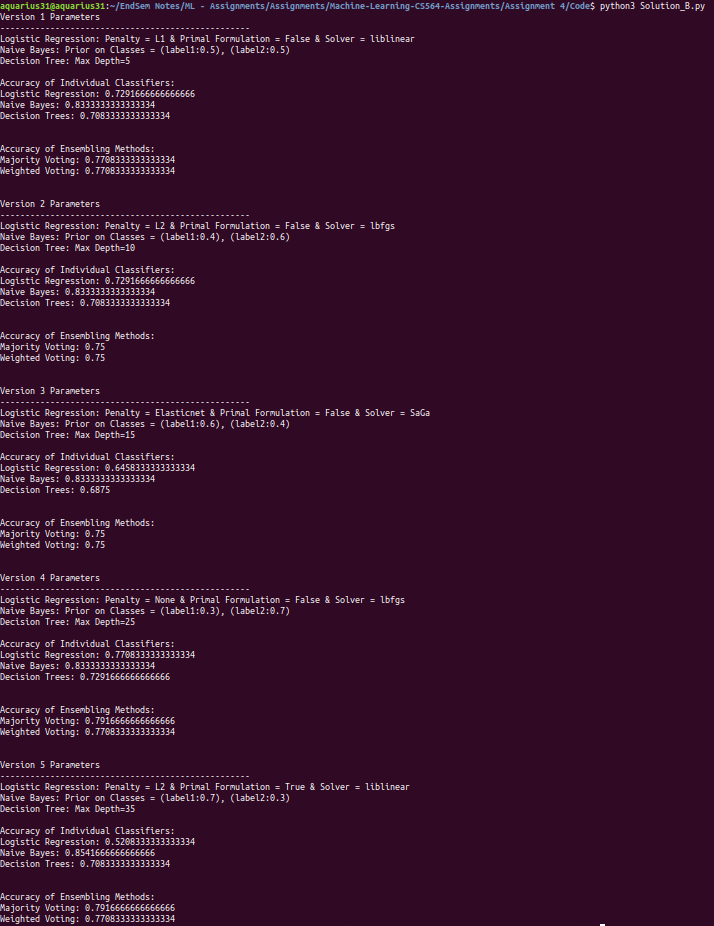 aquarius31@aquarius31:~/EndSem Notes/ML - Assignments/Assignments/Machine-Learning-CS564-Assignments/Assignment 4/Code$ python3 Solution_B.py
Version 1 Parameters
--------------------------------------------------
Logistic Regression: Penalty = L1 & Primal Formulation = False & Solver = liblinear
Naive Bayes: Prior on Classes = (label1:0.5), (label2:0.5)
Decision Tree: Max Depth=5
Accuracy of Individual Classifiers:
Logistic Regression: 0.7291666666666666
Naive Bayes: 0.8333333333333334
Decision Trees: 0.7083333333333334
Accuracy of Ensembling Methods:
Majority Voting: 0.7708333333333334
Weighted Voting: 0.7708333333333334
Version 2 Parameters
--------------------------------------------------
Logistic Regression: Penalty = L2 & Primal Formulation = False & Solver = lbfgs
Naive Bayes: Prior on Classes = (label1:0.4), (label2:0.6)
Decision Tree: Max Depth=10
Accuracy of Individual Classifiers:
Logistic Regression: 0.7291666666666666
Naive Bayes: 0.8333333333333334
Decision Trees: 0.7083333333333334
Accuracy of Ensembling Methods:
Majority Voting: 0.75
Weighted Voting: 0.75
Version 3 Parameters
--------------------------------------------------
Logistic Regression: Penalty = Elasticnet & Primal Formulation = False & Solver = SaGa
Naive Bayes: Prior on Classes = (label1:0.6), (label2:0.4)
Decision Tree: Max Depth=15
Accuracy of Individual Classifiers:
Logistic Regression: 0.6458333333333334
Naive Bayes: 0.8333333333333334
Decision Trees: 0.6875
Accuracy of Ensembling Methods:
Majority Voting: 0.75
Weighted Voting: 0.75
Version 4 Parameters
--------------------------------------------------
Logistic Regression: Penalty = None & Primal Formulation = False & Solver = lbfgs
Naive Bayes: Prior on Classes = (label1:0.3), (label2:0.7)
Decision Tree: Max Depth=25
Accuracy of Individual Classifiers:
Logistic Regression: 0.7708333333333334
Naive Bayes: 0.8333333333333334
Decision Trees: 0.7291666666666666
Accuracy of Ensembling Methods:
Majority Voting: 0.7916666666666666
Weighted Voting: 0.7708333333333334
Version 5 Parameters
--------------------------------------------------
Logistic Regression: Penalty = L2 & Primal Formulation = True & Solver = liblinear
Naive Bayes: Prior on Classes = (label1:0.7), (label2:0.3)
Decision Tree: Max Depth=35
Accuracy of Individual Classifiers:
Logistic Regression: 0.5208333333333334
Naive Bayes: 0.8541666666666666
Decision Trees: 0.7083333333333334
Accuracy of Ensembling Methods:
Majority Voting: 0.7916666666666666
Weighted Voting: 0.7708333333333334